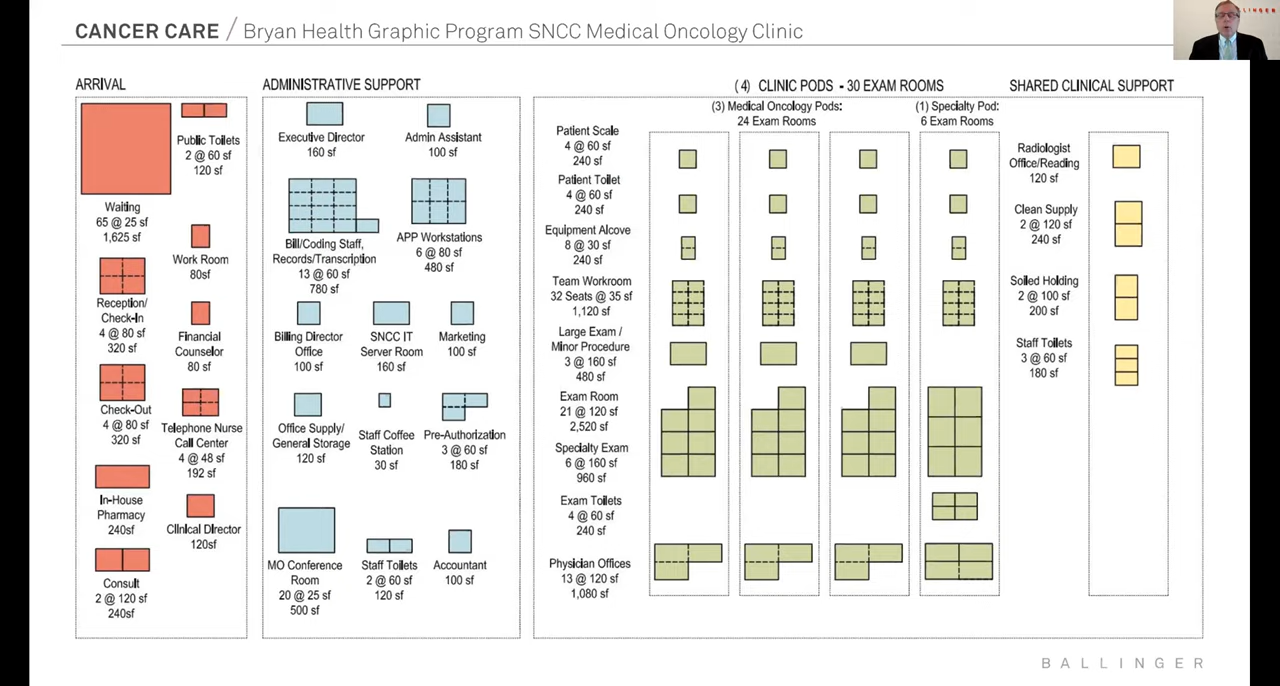 CANCER CARE / Bryan Health Graphic Program SNCC Medical Oncology Clinic
ARRIVAL
Public Toilets
2 @ 60 sf
120 sf
Waiting
65 @ 25 sf
1,625 sf
Work Room
80sf
Reception/
Check-In
4 @ 80 sf
320 sf
Financial
Counselor
80 sf
Check-Out
4 @ 80 sf
320 sf
Telephone Nurse
Call Center
4 @ 48 sf
192 sf
In-House
Pharmacy
240sf
Clinical Director
120sf
Consult
2 @ 120 sf
240sf
ADMINISTRATIVE SUPPORT
Executive Director
160 sf
Admin Assistant
100 sf
Bill/Coding Staff,
Records/Transcription
13 @ 60 sf
780 sf
APP Workstations
6 @ 80 sf
480 sf
Billing Director
Office
100 sf
SNCC IT
Server Room
160 sf
Marketing
100 sf
Office Supply/
General Storage
120 sf
Staff Coffee
Station
30 sf
Pre-Authorization
3 @ 60 sf
180 sf
MO Conference
Room
20 @ 25 sf
500 sf
Staff Toilets
2 @ 60 sf
120 sf
Accountant
100 sf
(4) CLINIC PODS - 30 EXAM ROOMS
(3) Medical Oncology Pods:
24 Exam Rooms
(1) Specialty Pod:
6 Exam Rooms
Patient Scale
4 @ 60 sf
240 sf
Patient Toilet
4 @ 60 sf
240 sf
Equipment Alcove
8 @ 30 sf
240 sf
Team Workroom
32 Seats @ 35 sf
1,120 sf
Large Exam /
Minor Procedure
3 @ 160 sf
480 sf
Exam Room
21 @ 120 sf
2,520 sf
Specialty Exam
6 @ 160 sf
960 sf
Exam Toilets
4 @ 60 sf
240 sf
Physician Offices
13 @ 120 sf
1,080 sf
SHARED CLINICAL SUPPORT
Radiologist
Office/Reading
120 sf
Clean Supply
2 @ 120 sf
240 sf
Soiled Holding
2 @ 100 sf
200 sf
Staff Toilets
3 @ 60 sf
180 sf
BALLINGER